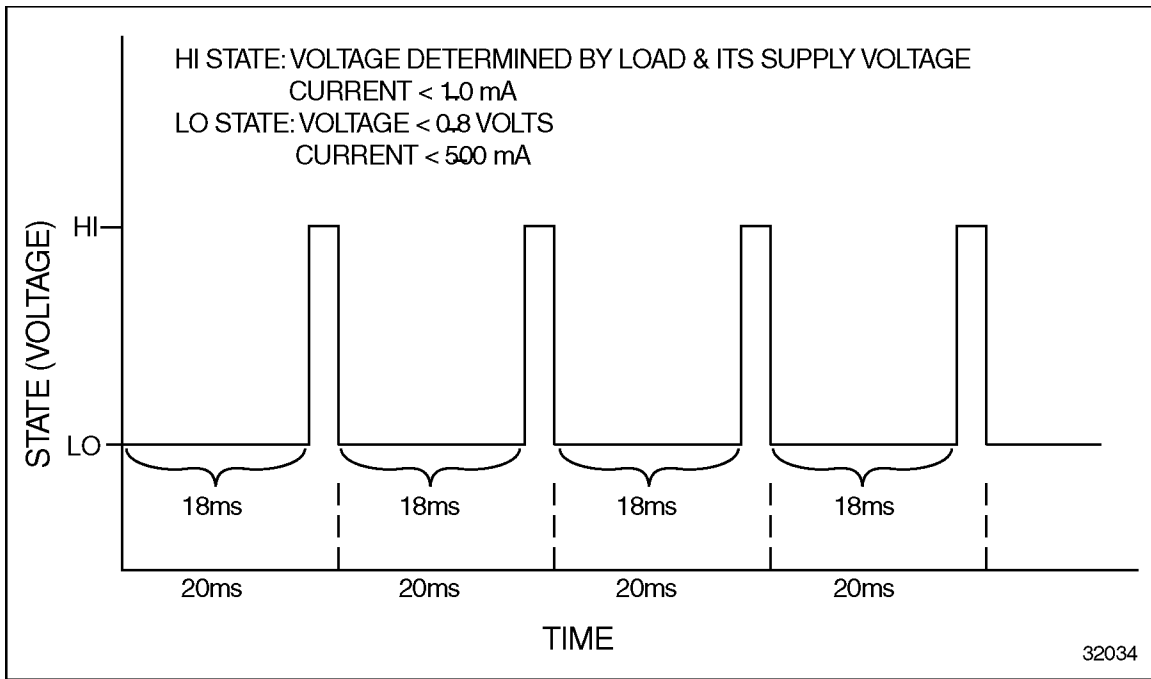 HI STATE: VOLTAGE DETERMINED BY LOAD & ITS SUPPLY VOLTAGE
CURRENT < 1.0 mA
LO STATE: VOLTAGE < 0.8 VOLTS
CURRENT < 500 mA
STATE (VOLTAGE)
HI
LO
18ms 18ms 18ms 18ms
20ms 20ms 20ms 20ms
TIME
32034